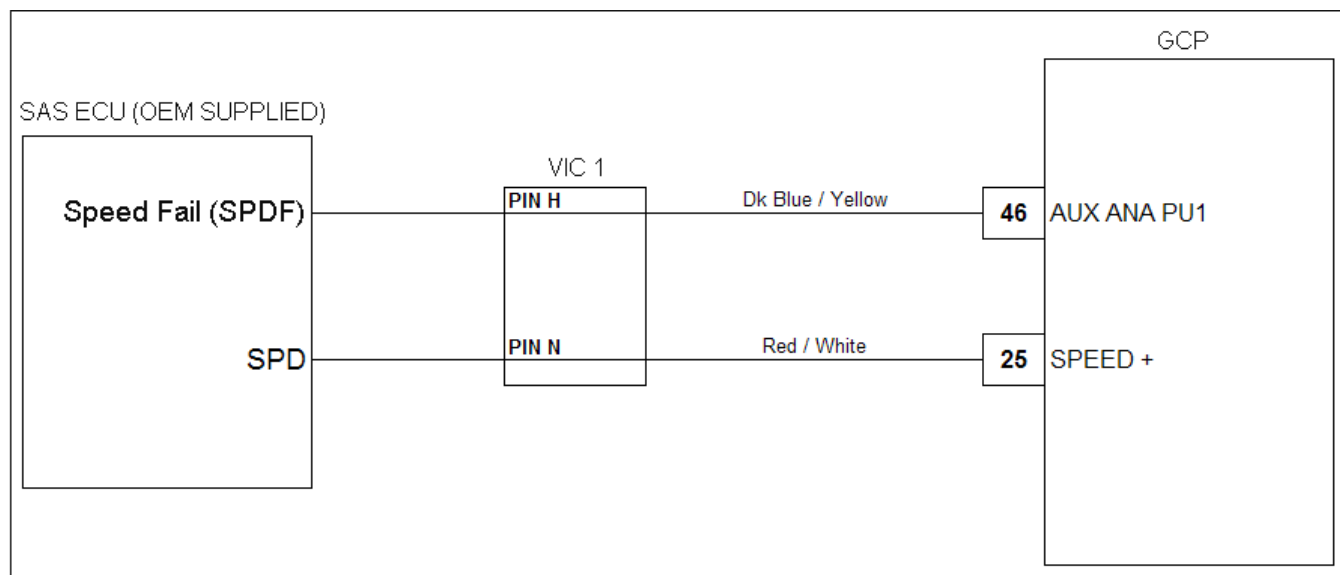 GCP
SAS ECU (OEM SUPPLIED)
VIC 1
Speed Fail (SPDF)
PIN H
Dk Blue / Yellow
46
AUX ANA PU1
SPD
PIN N
Red / White
25
SPEED +